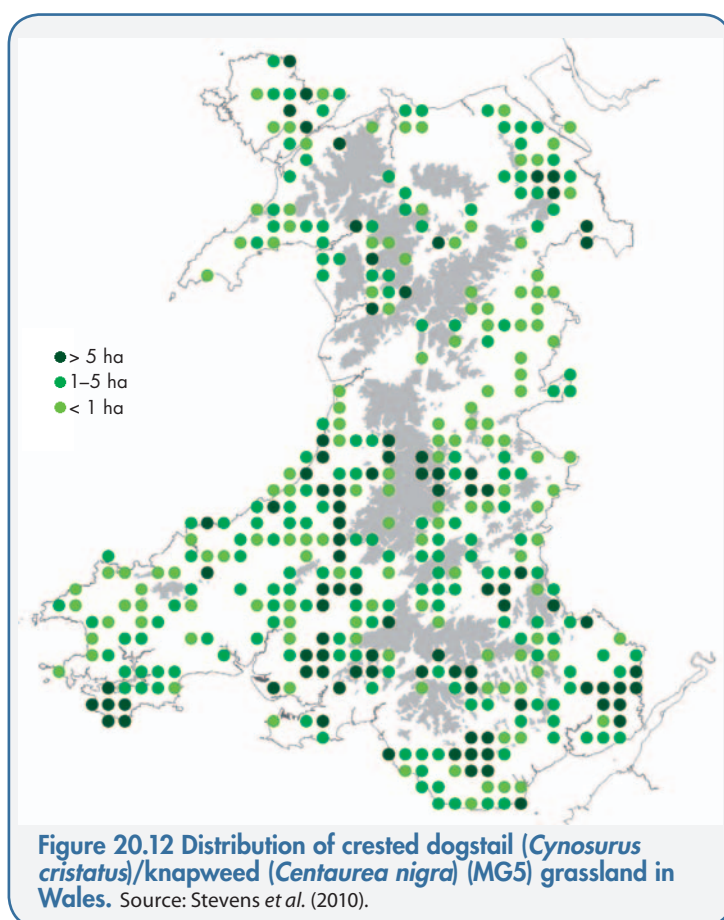 > 5 ha
1–5 ha
< 1 ha
Figure 20.12 Distribution of crested dogstail (Cynosurus
cristatus)/knapweed (Centaurea nigra) (MG5) grassland in
Wales. Source: Stevens et al. (2010).